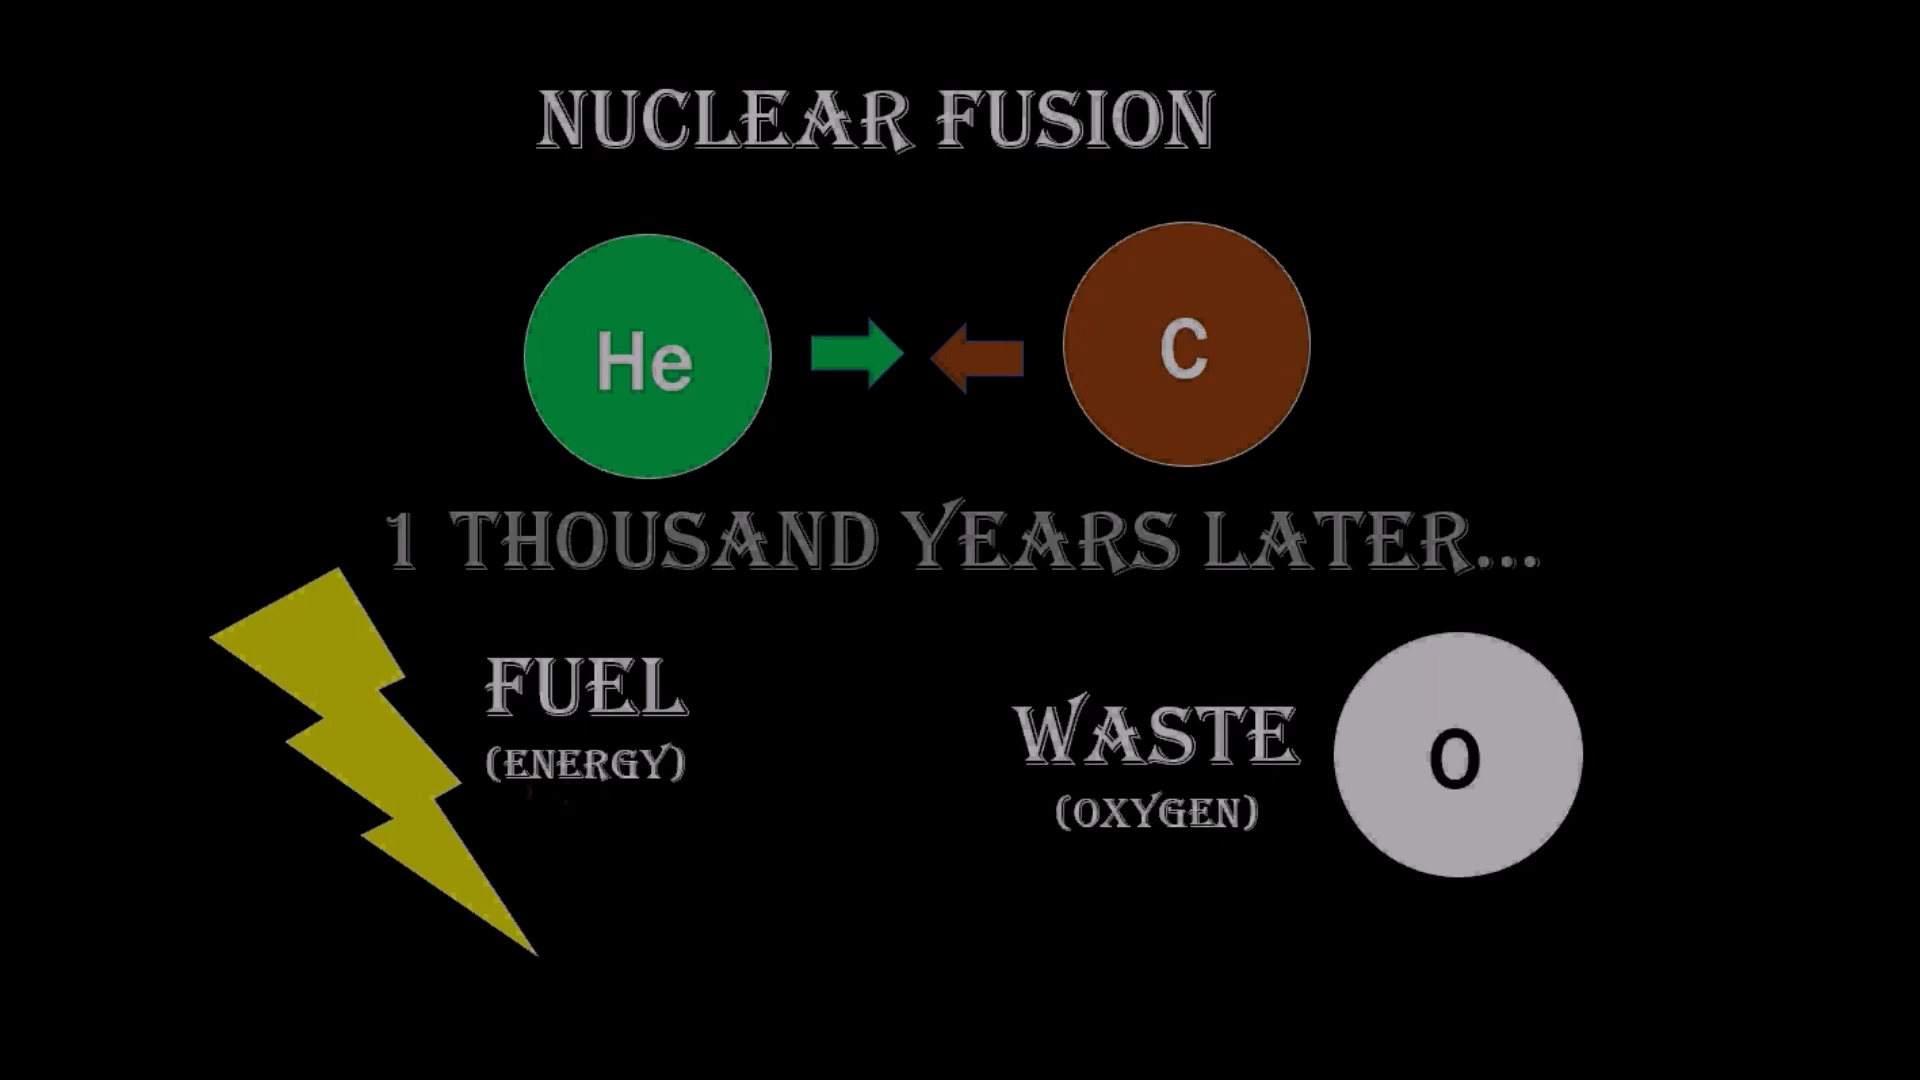 NUCLEAR FUSION
He
C
1 THOUSAND YEARS LATER...
FUEL
(ENERGY)
WASTE
(OXYGEN)
O